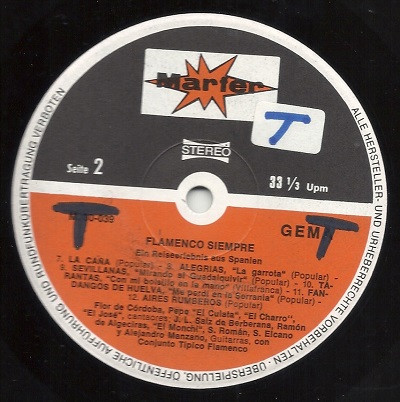 Marfer
T
STEREO
Seite 2
33 1/3 Upm
-039
GEMA
T
T
FLAMENCO SIEMPRE
Ein Reiseerlebnis aus Spanien
7. LA CAÑA (Popular) - 8. ALEGRIAS, "La garrota" (Popular) -
9. SEVILLANAS, "Mirando al Guadalquivir" (Popular) - 10. TA-
RANTAS, "Con mi bolsillo en la mano" (Villafranca) - 11. FAN-
DANGOS DE HUELVA, "Me perdí en la Serranía" (Popular) -
12. AIRES RUMBEROS (Popular)
Flor de Córdoba, Pepe "El Culata", "El Charro",
"El José", cantaores. J.L. Saiz de Berberana, Ramón
de Algeciras, "El Monchi", S. Román, S. Elcano
y Alejandro Manzano, Guitarras, con
Conjunto Típico Flamenco
ALLE HERSTELLER- UND URHEBERRECHTE VORBEHALTEN · ÜBERSPIELUNG, ÖFFENTLICHE AUFFÜHRUNG UND RUNDFUNKÜBERTRAGUNG VERBOTEN